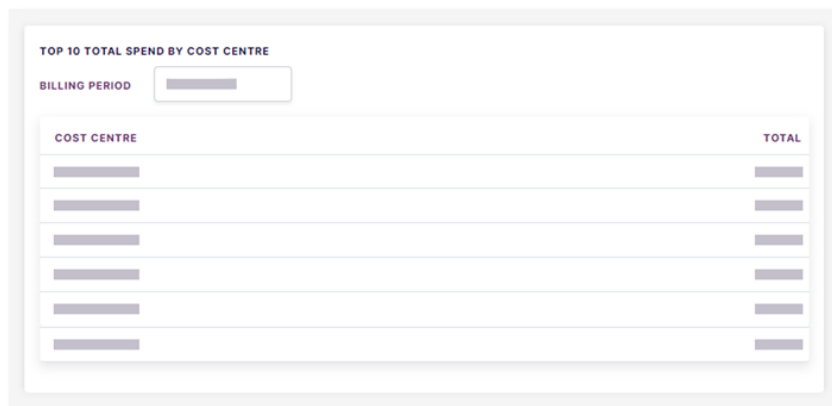 TOP 10 TOTAL SPEND BY COST CENTRE
BILLING PERIOD
COST CENTRE TOTAL